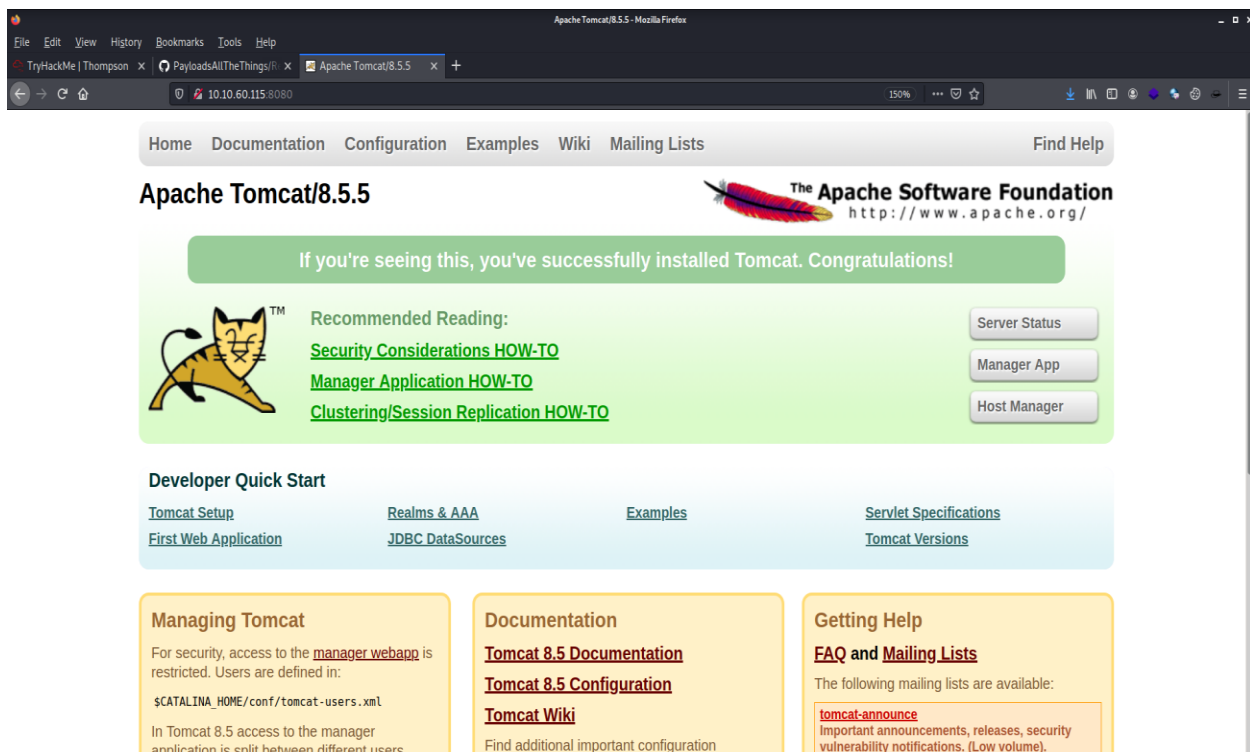 Apache Tomcat/8.5.5 - Mozilla Firefox
File Edit View History Bookmarks Tools Help
TryHackMe | Thompson
PayloadsAllTheThings/R
Apache Tomcat/8.5.5
10.10.60.115:8080
150%
Home Documentation Configuration Examples Wiki Mailing Lists Find Help
Apache Tomcat/8.5.5
The Apache Software Foundation
http://www.apache.org/
If you're seeing this, you've successfully installed Tomcat. Congratulations!
TM
Recommended Reading:
Security Considerations HOW-TO
Manager Application HOW-TO
Clustering/Session Replication HOW-TO
Server Status
Manager App
Host Manager
Developer Quick Start
Tomcat Setup
First Web Application
Realms & AAA
JDBC DataSources
Examples
Servlet Specifications
Tomcat Versions
Managing Tomcat
For security, access to the manager webapp is
restricted. Users are defined in:
$CATALINA_HOME/conf/tomcat-users.xml
In Tomcat 8.5 access to the manager
application is split between different users.
Documentation
Tomcat 8.5 Documentation
Tomcat 8.5 Configuration
Tomcat Wiki
Find additional important configuration
Getting Help
FAQ and Mailing Lists
The following mailing lists are available:
tomcat-announce
Important announcements, releases, security
vulnerability notifications. (Low volume).